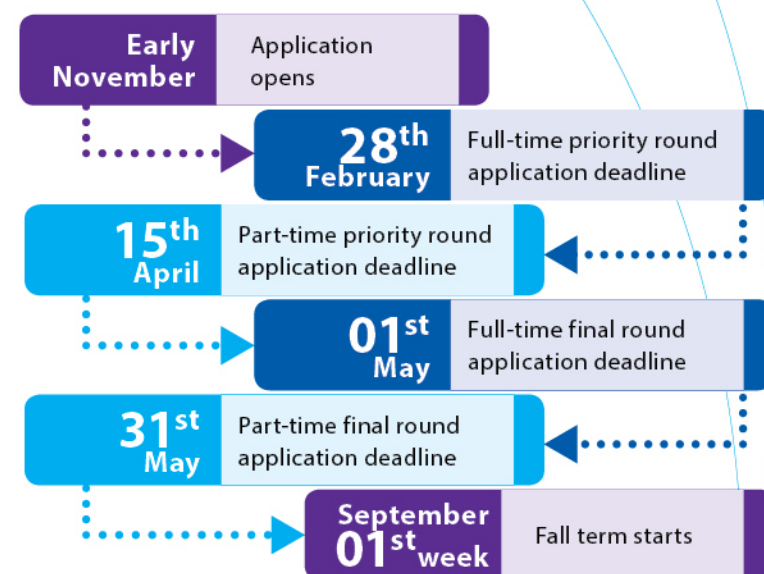 Early
November
Application
opens
28th
February
Full-time priority round
application deadline
15th
April
Part-time priority round
application deadline
01st
May
Full-time final round
application deadline
31st
May
Part-time final round
application deadline
September
01st week
Fall term starts